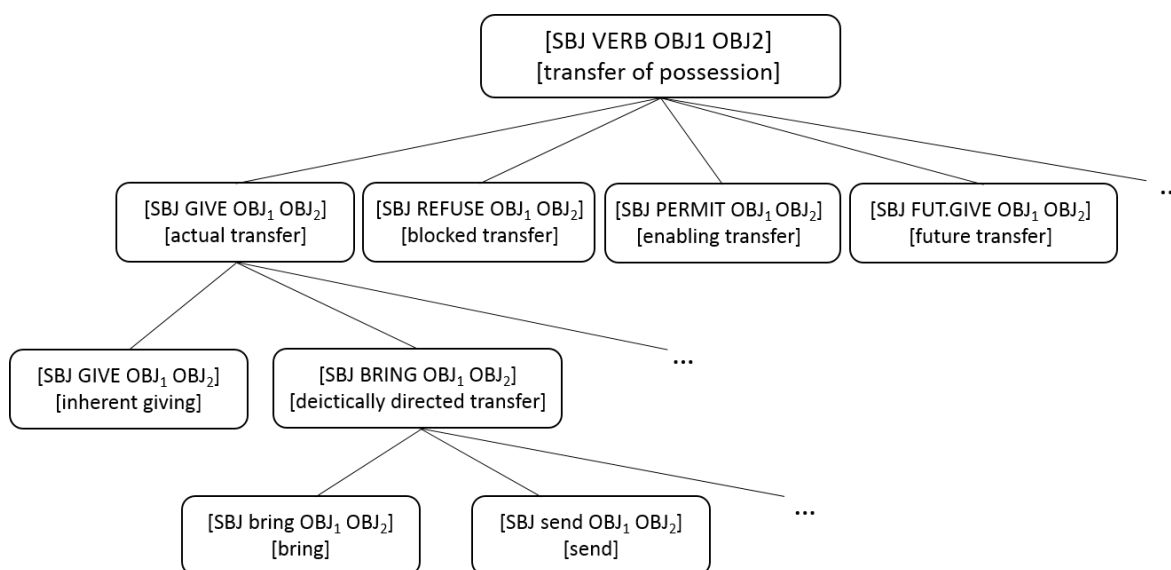 [SBJ VERB OBJ1 OBJ2]
[transfer of possession]
...
[SBJ GIVE OBJ₁ OBJ₂]
[actual transfer]
[SBJ REFUSE OBJ₁ OBJ₂]
[blocked transfer]
[SBJ PERMIT OBJ₁ OBJ₂]
[enabling transfer]
[SBJ FUT.GIVE OBJ₁ OBJ₂]
[future transfer]
[SBJ GIVE OBJ₁ OBJ₂]
[inherent giving]
[SBJ BRING OBJ₁ OBJ₂]
[deictically directed transfer]
...
[SBJ bring OBJ₁ OBJ₂]
[bring]
[SBJ send OBJ₁ OBJ₂]
[send]
...